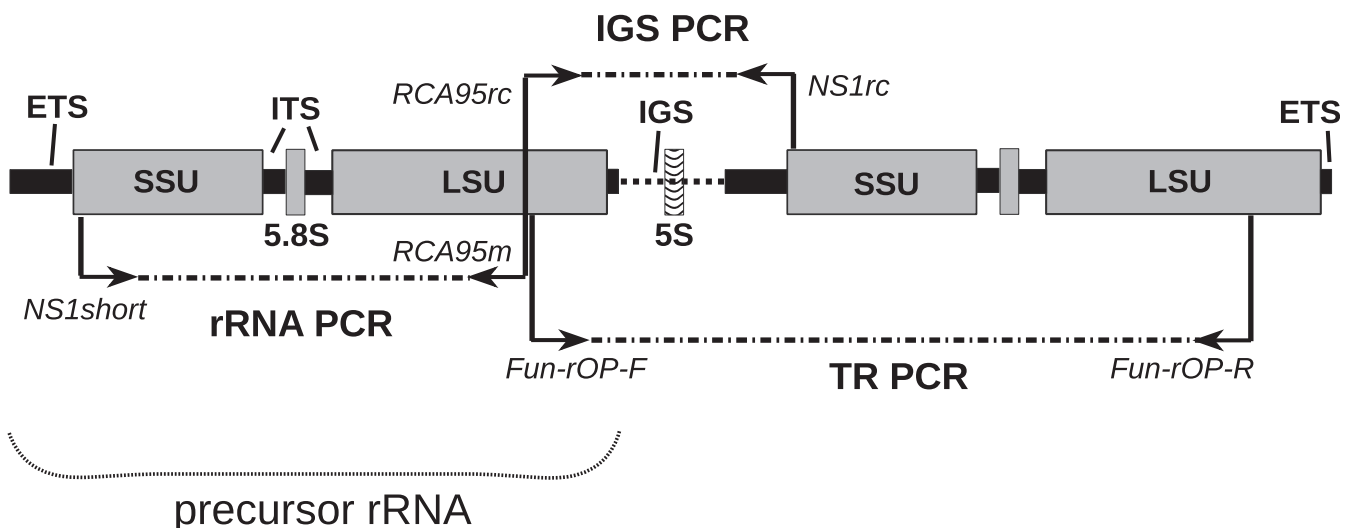 IGS PCR
RCA95rc
NS1rc
ETS
ITS
IGS
ETS
SSU
LSU
SSU
LSU
5.8S
RCA95m
5S
NS1short
rRNA PCR
Fun-rOP-F
TR PCR
Fun-rOP-R
precursor rRNA